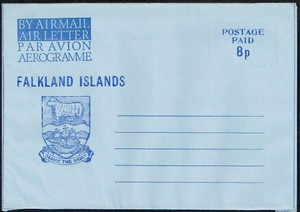 BY AIRMAIL
AIR LETTER
PAR AVION
AEROGRAMME
POSTAGE
PAID
8p
FALKLAND ISLANDS
DESIRE THE RIGHT